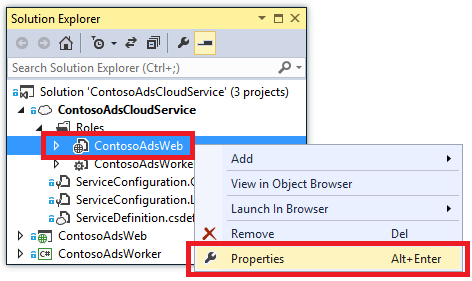 Solution Explorer
Search Solution Explorer (Ctrl+;)
Solution 'ContosoAdsCloudService' (3 projects)
ContosoAdsCloudService
Roles
ContosoAdsWeb
ContosoAdsWorke
ServiceConfiguration.C
ServiceConfiguration.L
ServiceDefinition.csdef
ContosoAdsWeb
C# ContosoAdsWorker
Add
View in Object Browser
Launch In Browser
Remove Del
Properties Alt+Enter